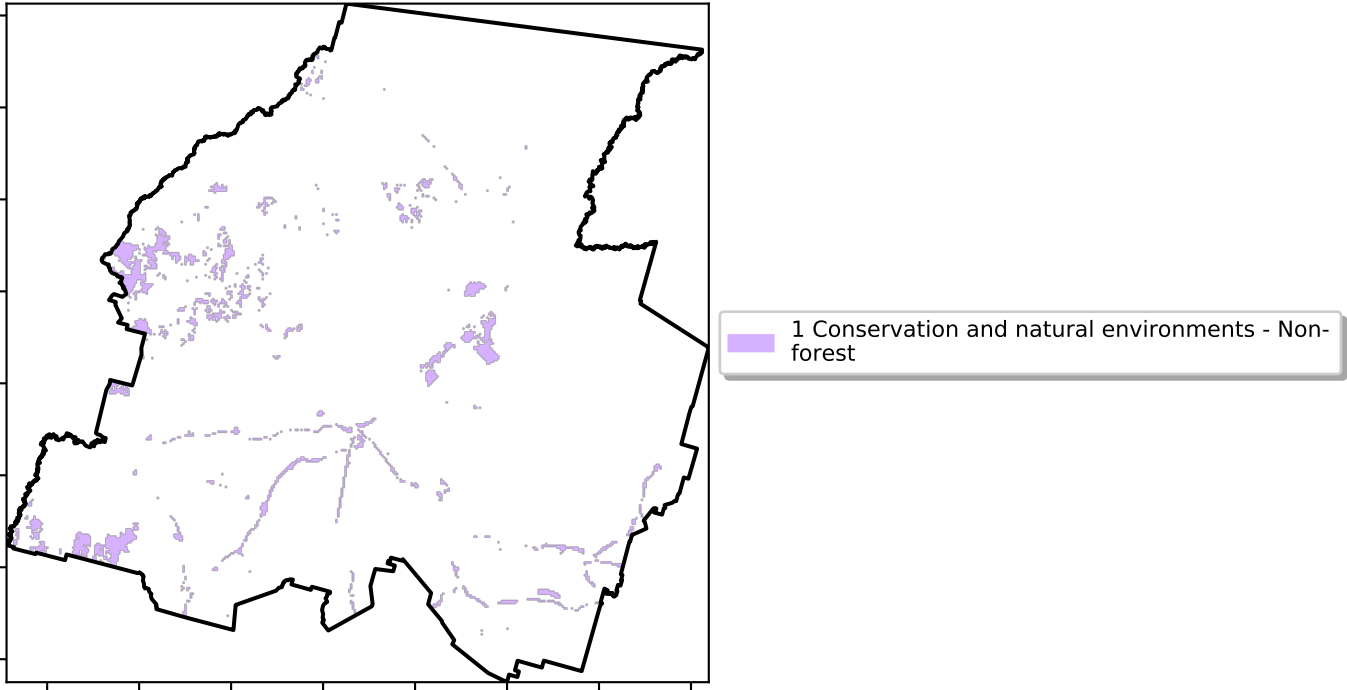 1 Conservation and natural environments - Non-
forest